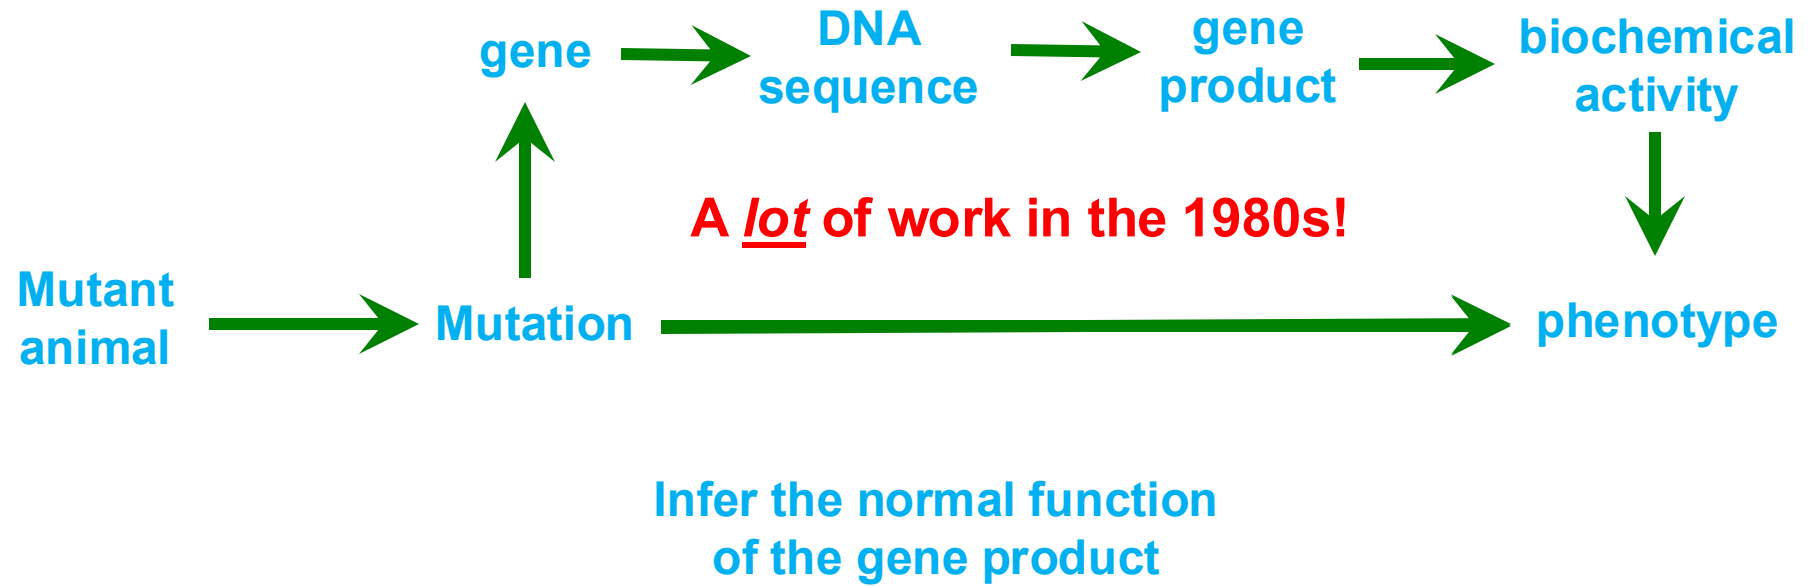 gene
DNA
sequence
gene
product
biochemical
activity
A lot of work in the 1980s!
Mutant
animal
Mutation
phenotype
Infer the normal function
of the gene product